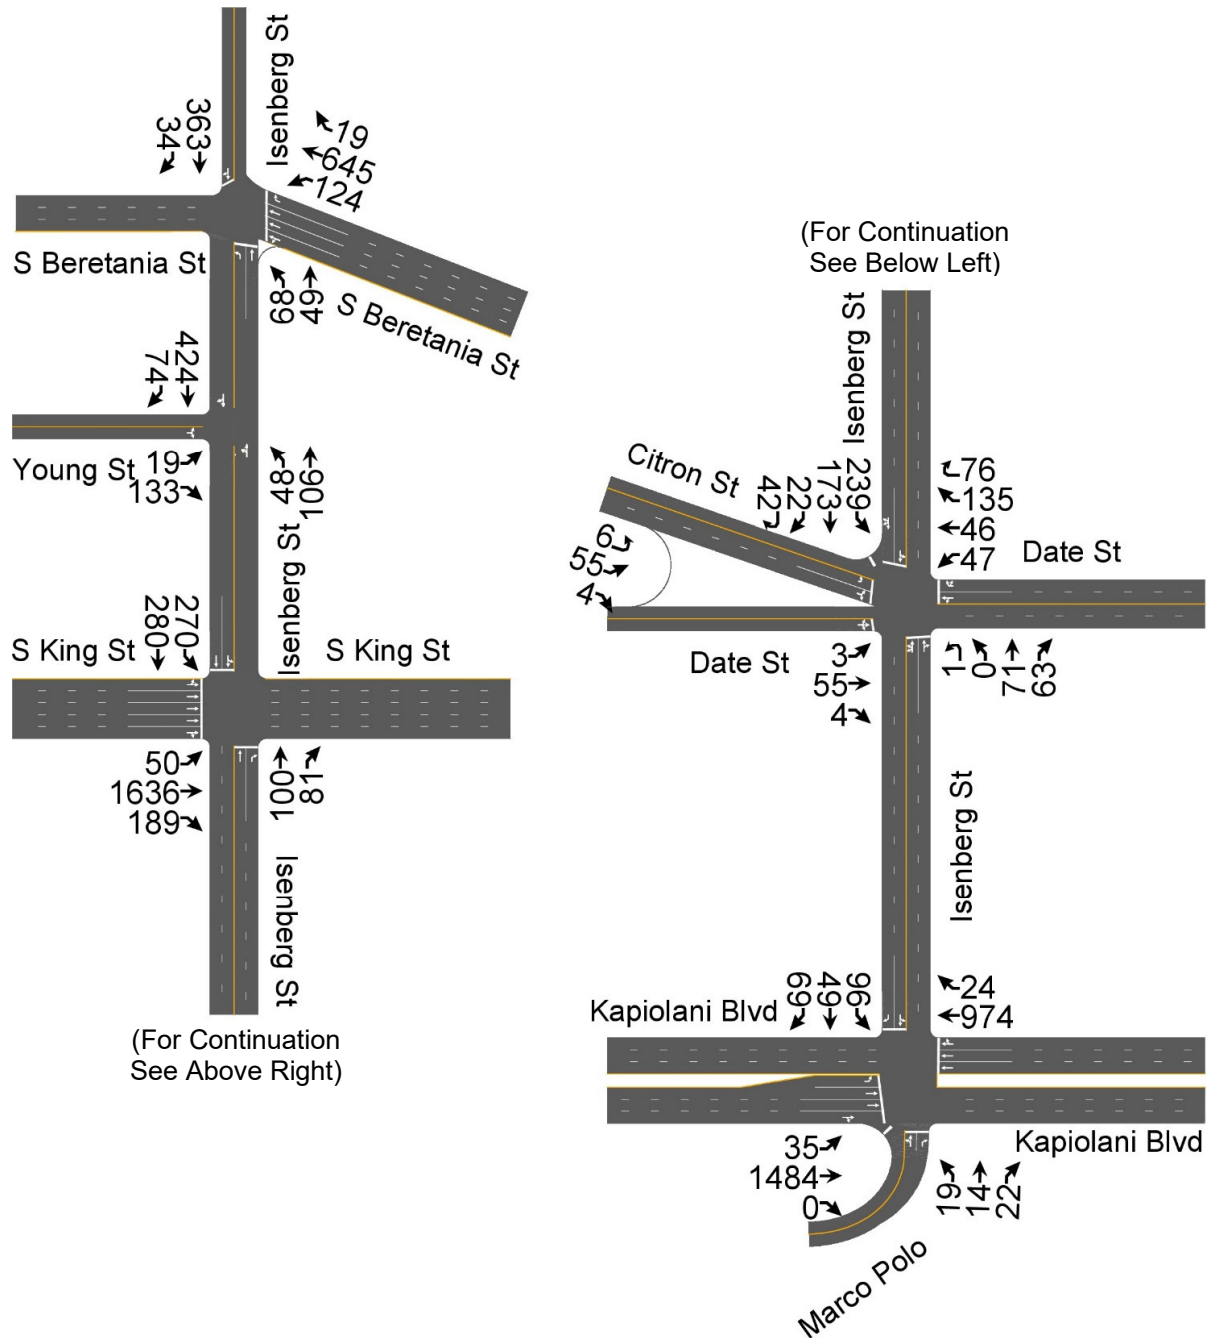 Isenberg St
363
34
19
645
124
S Beretania St
68
49
S Beretania St
424
74
Young St
19
133
48
106
Isenberg St
270
280
S King St
S King St
50
1636
189
100
81
Isenberg St
(For Continuation
See Above Right)
(For Continuation
See Below Left)
Isenberg St
Citron St
239
173
22
42
76
135
46
47
Date St
6
55
4
Date St
3
55
4
1
0
71
63
Isenberg St
96
49
69
24
974
Kapiolani Blvd
Kapiolani Blvd
35
1484
0
19
14
22
Marco Polo